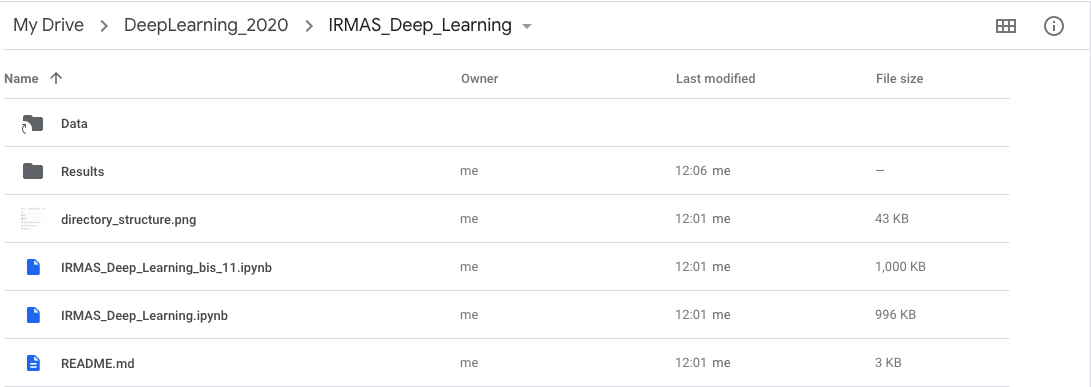 My Drive > DeepLearning_2020 > IRMAS_Deep_Learning
Name Owner Last modified File size
Data
Results me 12:06 me —
directory_structure.png me 12:01 me 43 KB
IRMAS_Deep_Learning_bis_11.ipynb me 12:01 me 1,000 KB
IRMAS_Deep_Learning.ipynb me 12:01 me 996 KB
README.md me 12:01 me 3 KB